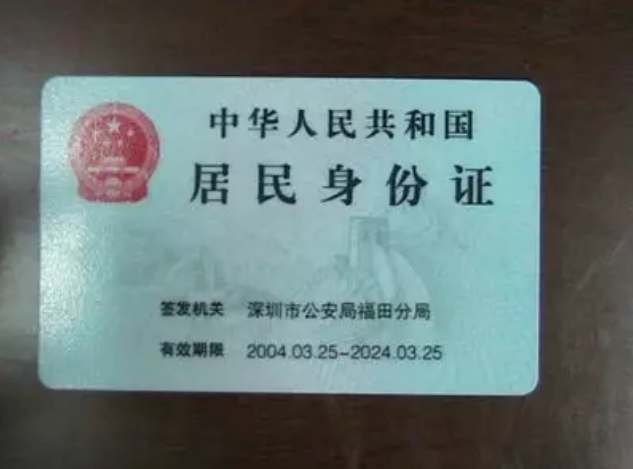 中华人民共和国
居民身份证
签发机关 深圳市公安局福田分局
有效期限 2004.03.25-2024.03.25